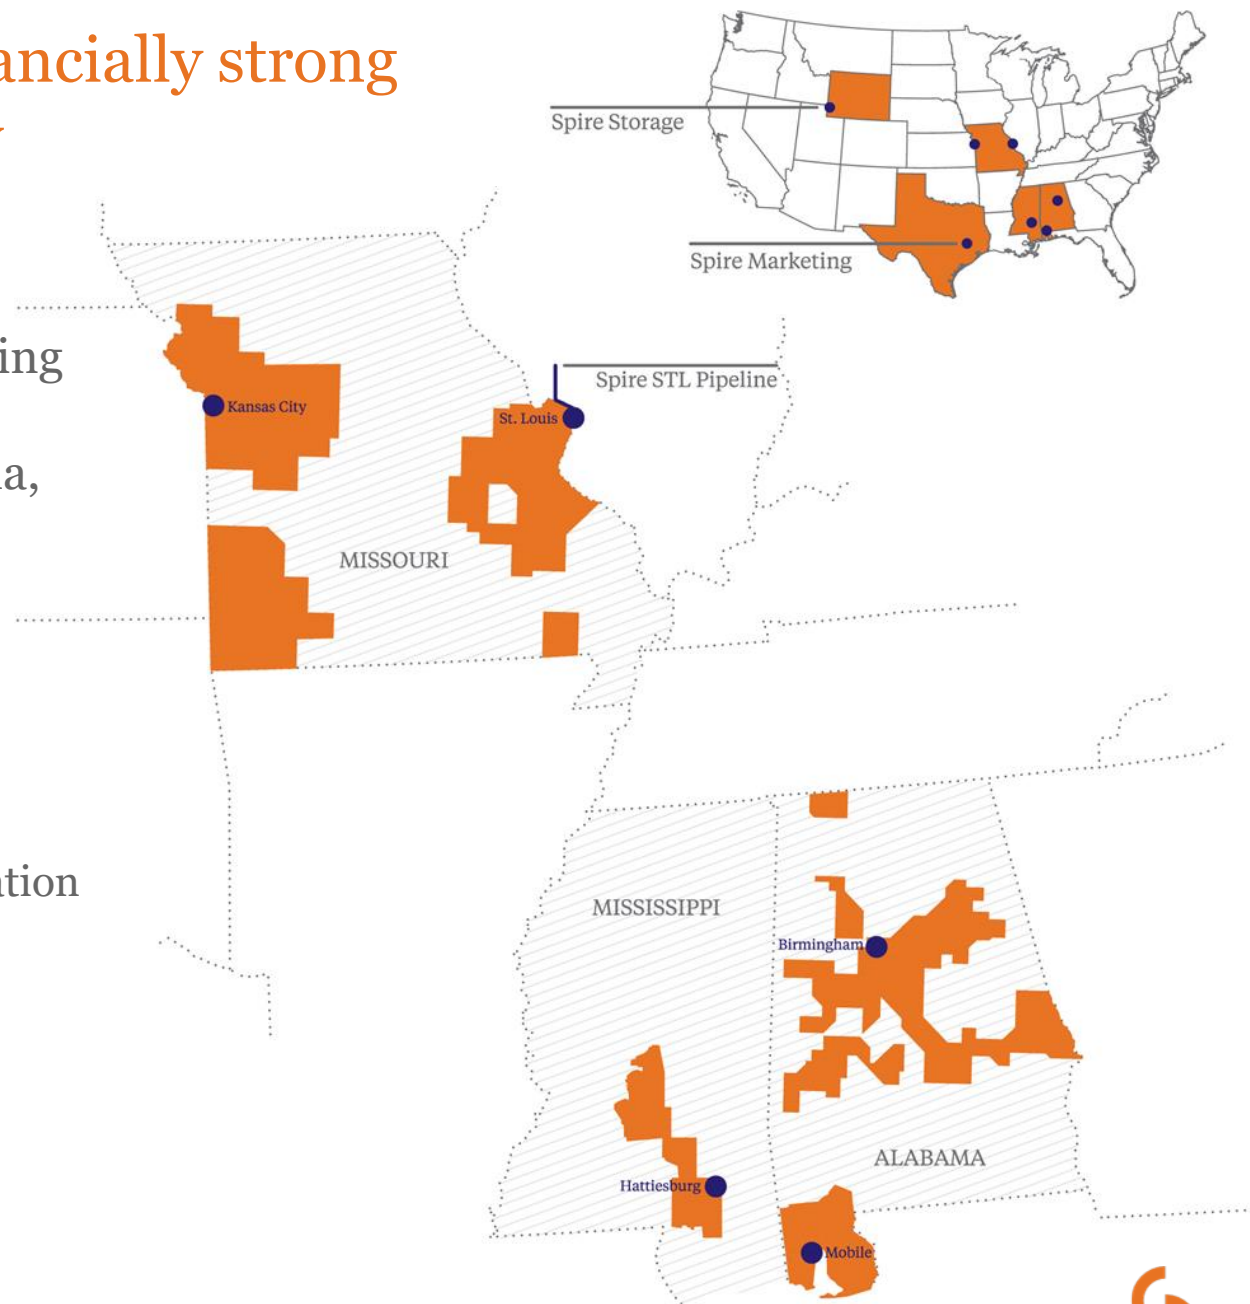 ancially strong
Spire Storage
Spire Marketing
ing
Spire STL Pipeline
Kansas City
St. Louis
a,
MISSOURI
ation
MISSISSIPPI
Birmingham
ALABAMA
Hattiesburg
Mobile